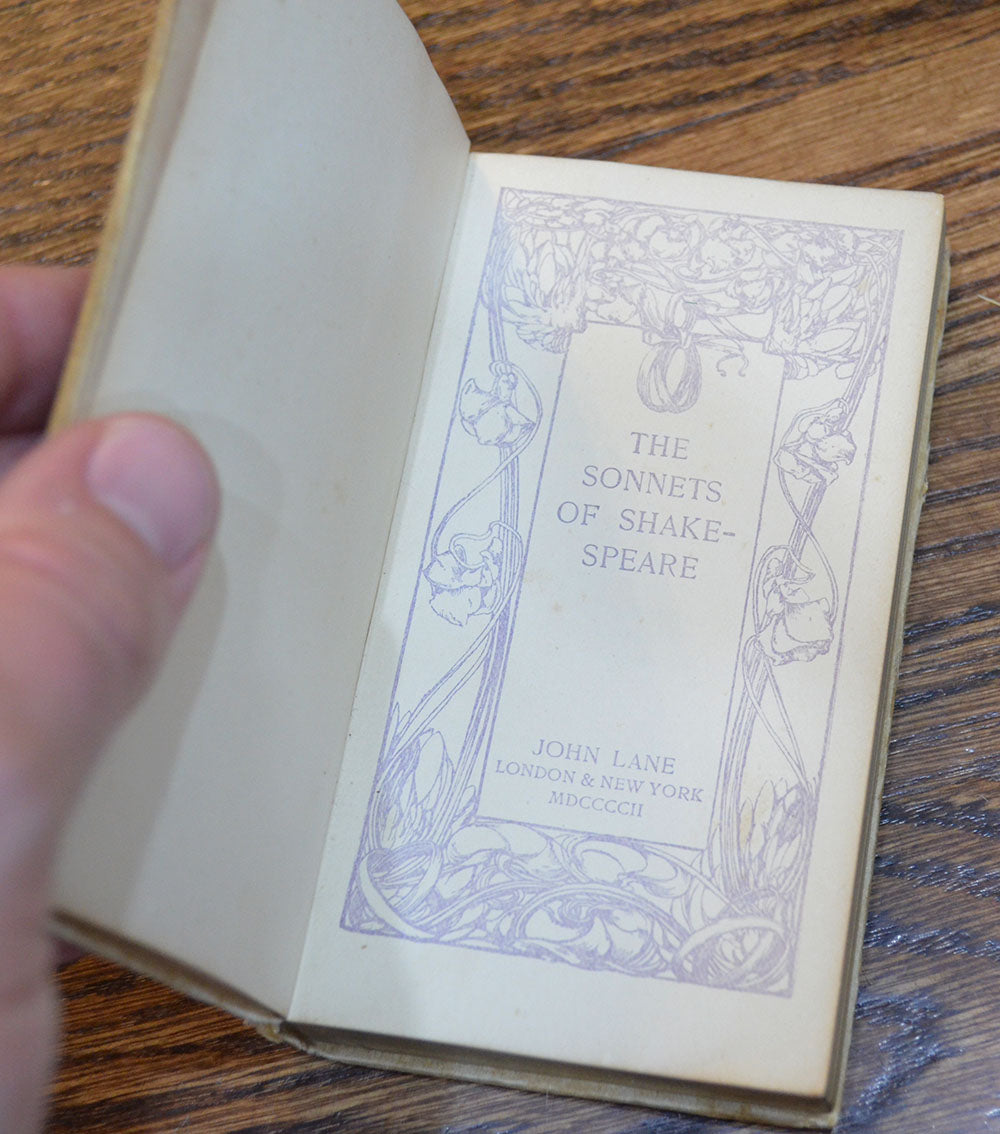 THE
SONNETS
OF SHAKE-
SPEARE
JOHN LANE
LONDON & NEW YORK
MDCCCCII